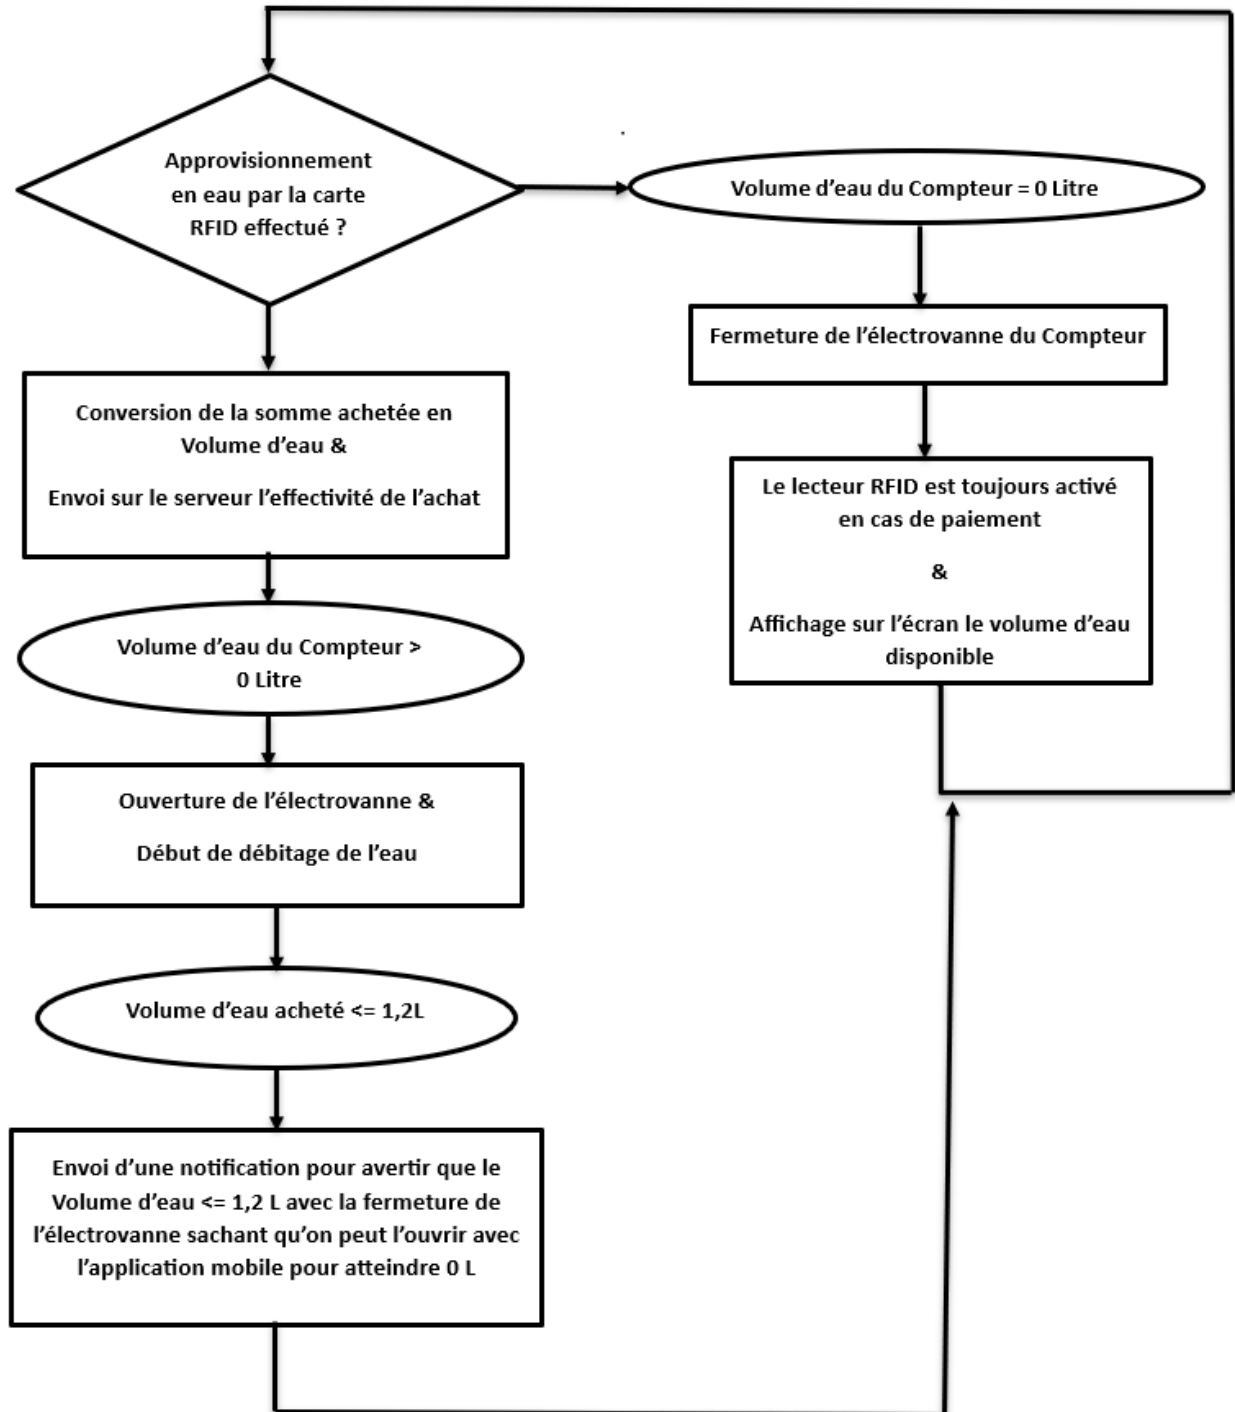 Approvisionnement
en eau par la carte
RFID effectué ?
Volume d'eau du Compteur = 0 Litre
Fermeture de l'électrovanne du Compteur
Le lecteur RFID est toujours activé
en cas de paiement
&
Affichage sur l'écran le volume d'eau
disponible
Conversion de la somme achetée en
Volume d'eau &
Envoi sur le serveur l'effectivité de l'achat
Volume d'eau du Compteur >
0 Litre
Ouverture de l'électrovanne &
Début de débitage de l'eau
Volume d'eau acheté <= 1,2L
Envoi d'une notification pour avertir que le
Volume d'eau <= 1,2 L avec la fermeture de
l'électrovanne sachant qu'on peut l'ouvrir avec
l'application mobile pour atteindre 0 L